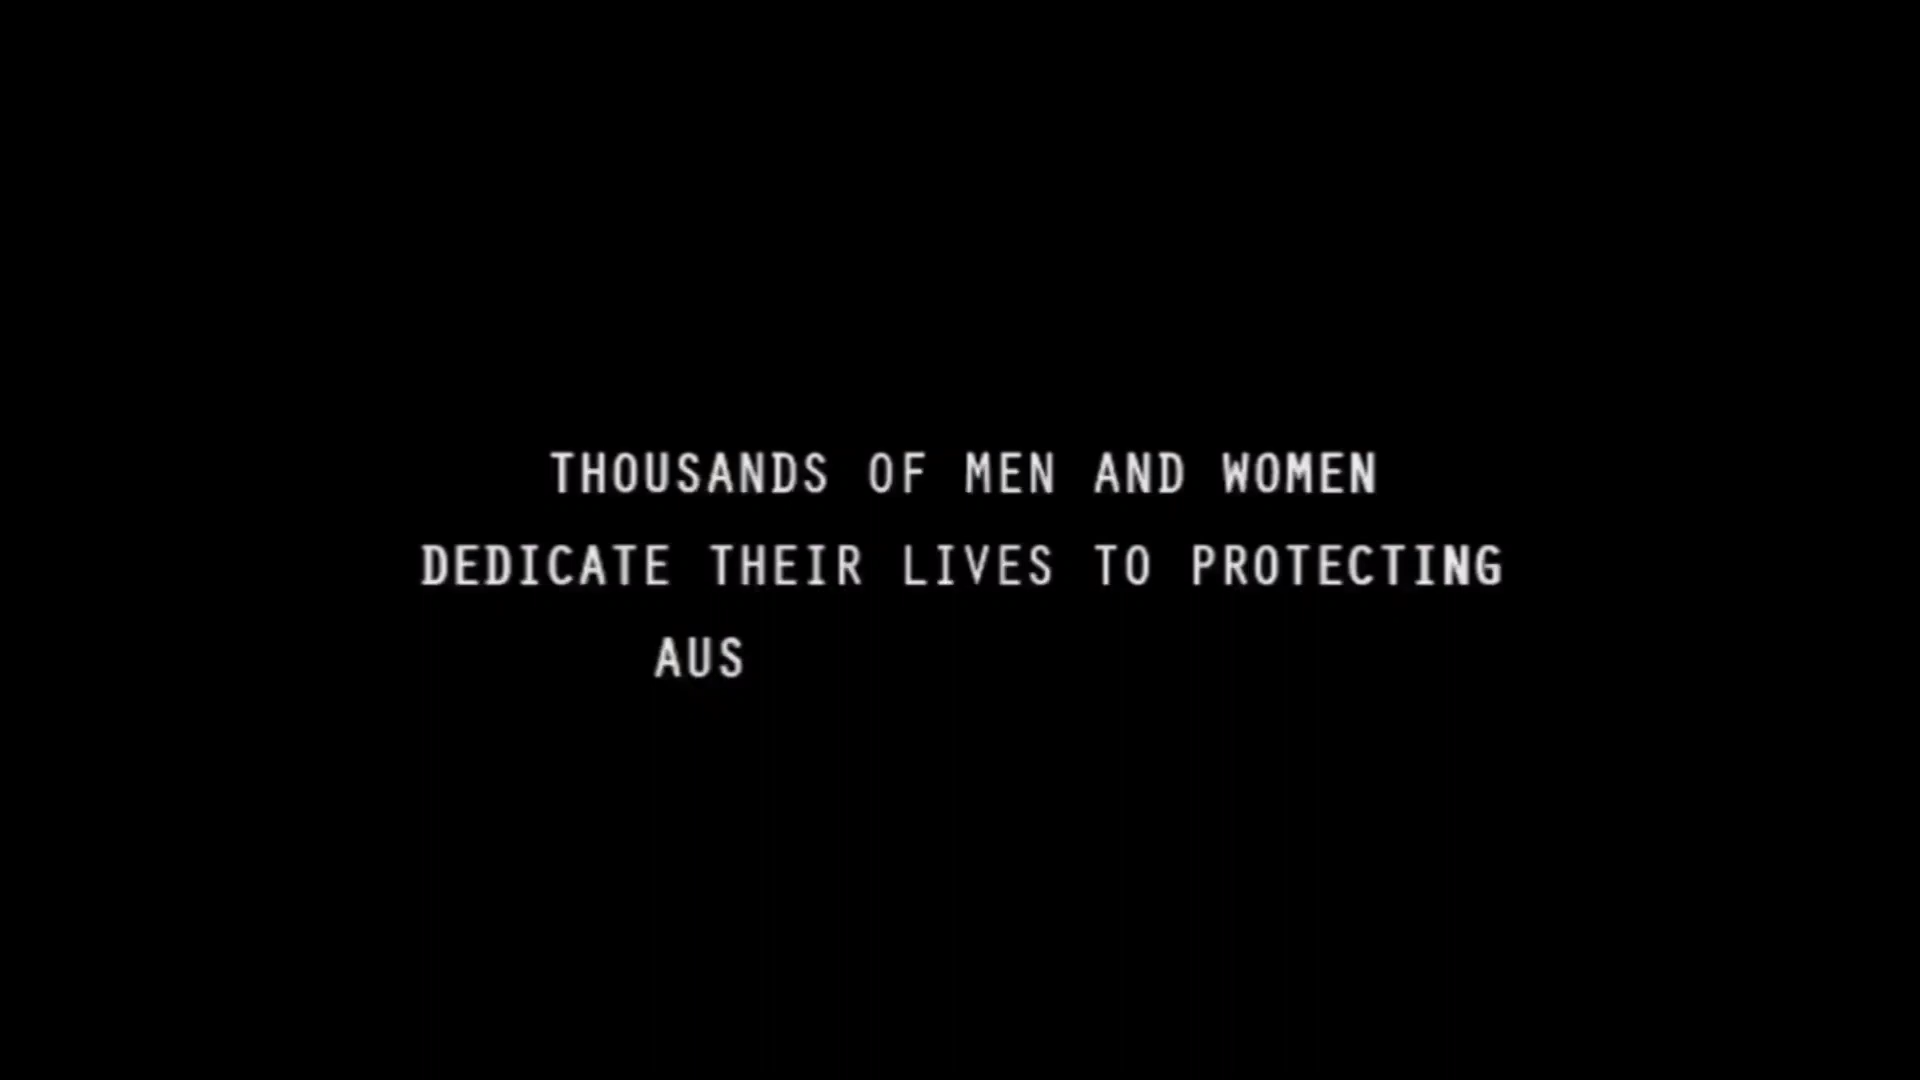 THOUSANDS OF MEN AND WOMEN
DEDICATE THEIR LIVES TO PROTECTING
AUS